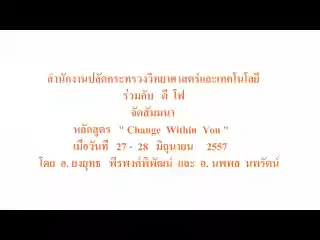 สำนักงานปลัดกระทรวงวิทยาศาสตร์และเทคโนโลยี
ร่วมกับ ดี โฟ
จัดสัมมนา
หลักสูตร " Change Within You "
เมื่อวันที่ 27 - 28 มิถุนายน 2557
โดย อ. ยงยุทธ พีรพงศ์พิพัฒน์ และ อ. นพพล นพรัตน์